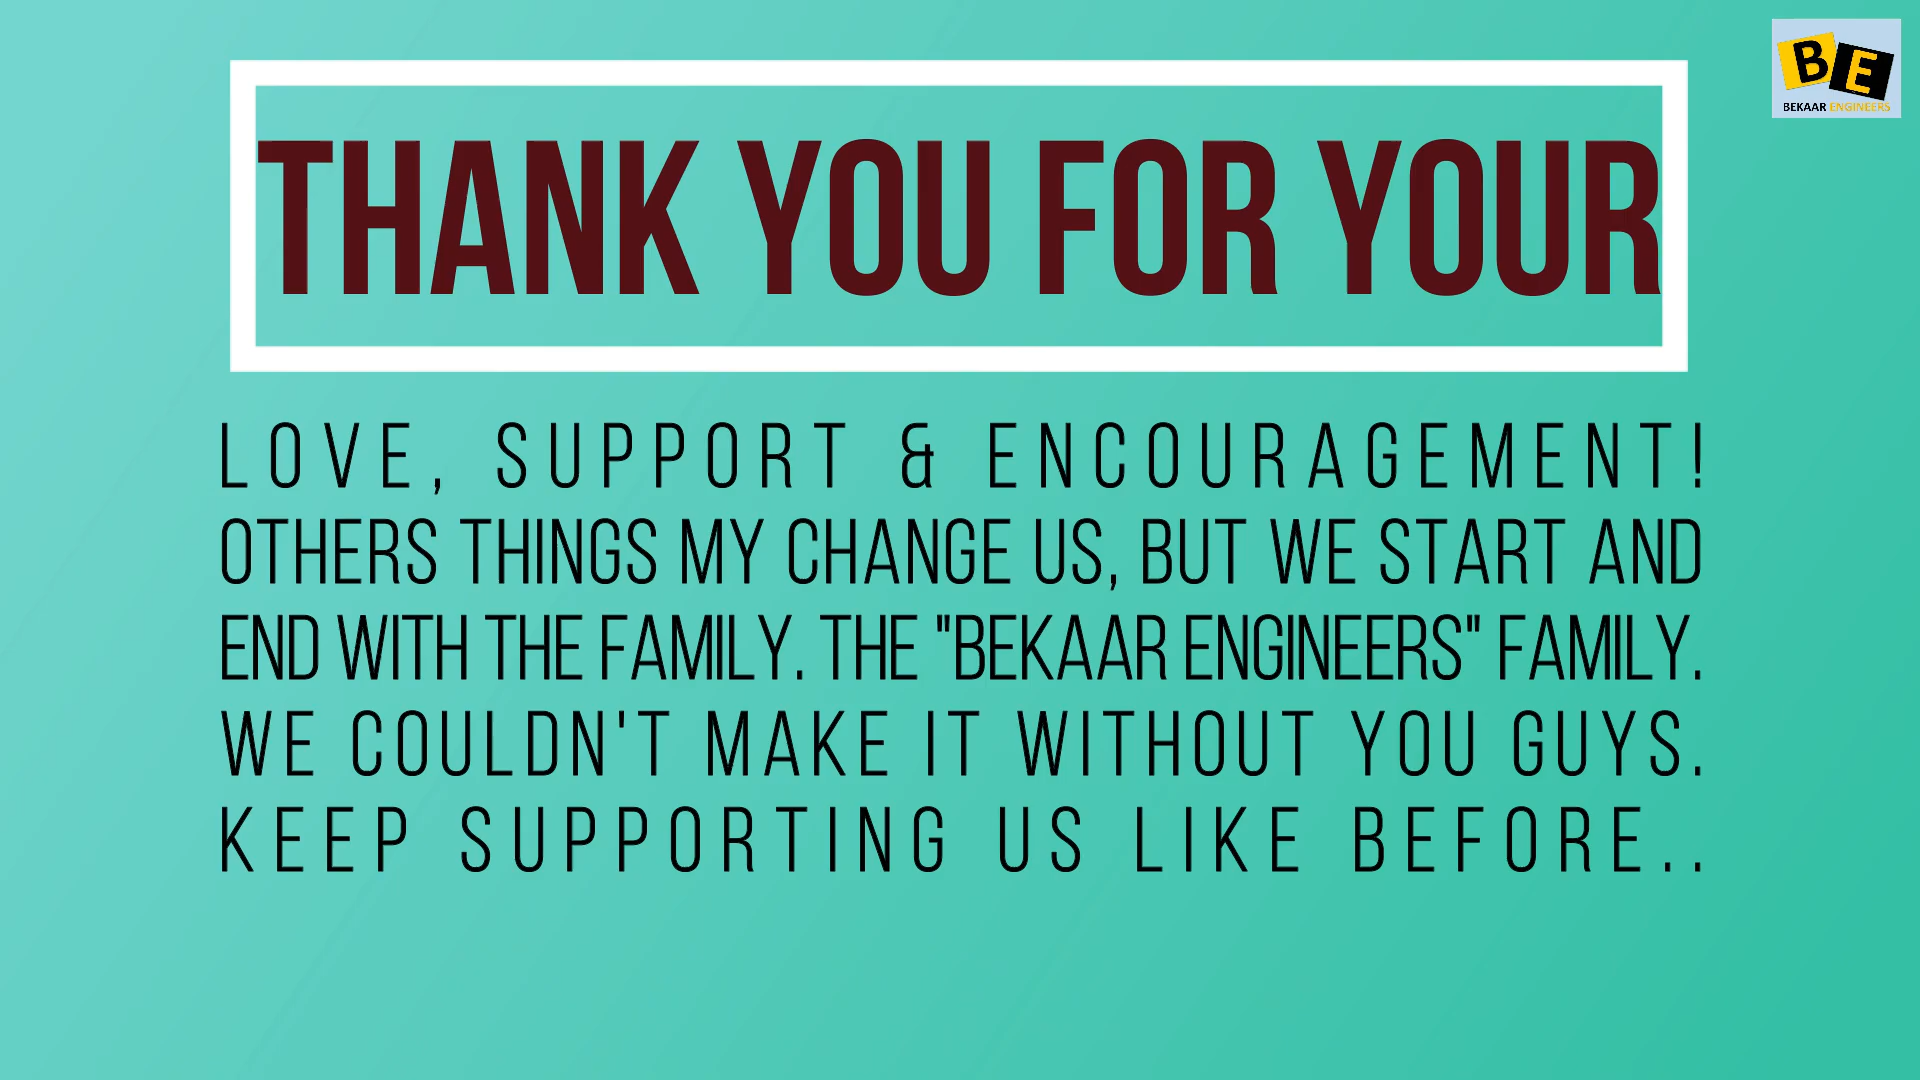 BE
BEKAAR ENGINEERS
THANK YOU FOR YOUR
LOVE, SUPPORT & ENCOURAGEMENT!
OTHERS THINGS MY CHANGE US, BUT WE START AND
END WITH THE FAMILY. THE "BEKAAR ENGINEERS" FAMILY.
WE COULDN'T MAKE IT WITHOUT YOU GUYS.
KEEP SUPPORTING US LIKE BEFORE..